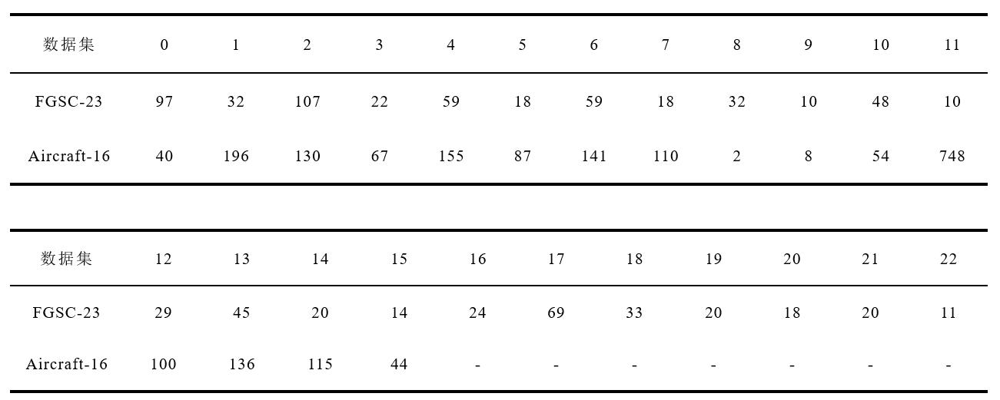 数据集 0 1 2 3 4 5 6 7 8 9 10 11
FGSC-23 97 32 107 22 59 18 59 18 32 10 48 10
Aircraft-16 40 196 130 67 155 87 141 110 2 8 54 748
数据集 12 13 14 15 16 17 18 19 20 21 22
FGSC-23 29 45 20 14 24 69 33 20 18 20 11
Aircraft-16 100 136 115 44 - - - - - - -